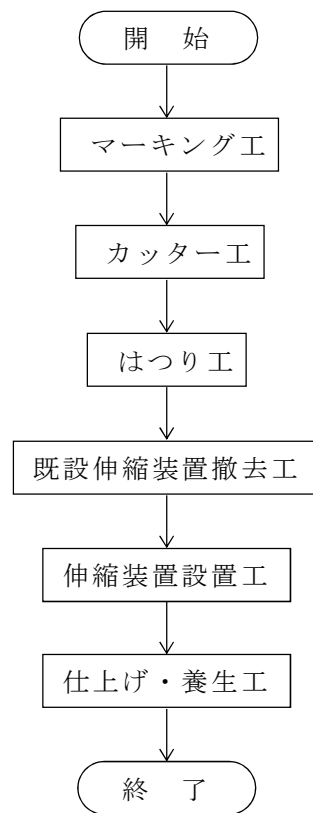 開　始
マーキング工
カッター工
はつり工
既設伸縮装置撤去工
伸縮装置設置工
仕上げ・養生工
終　了